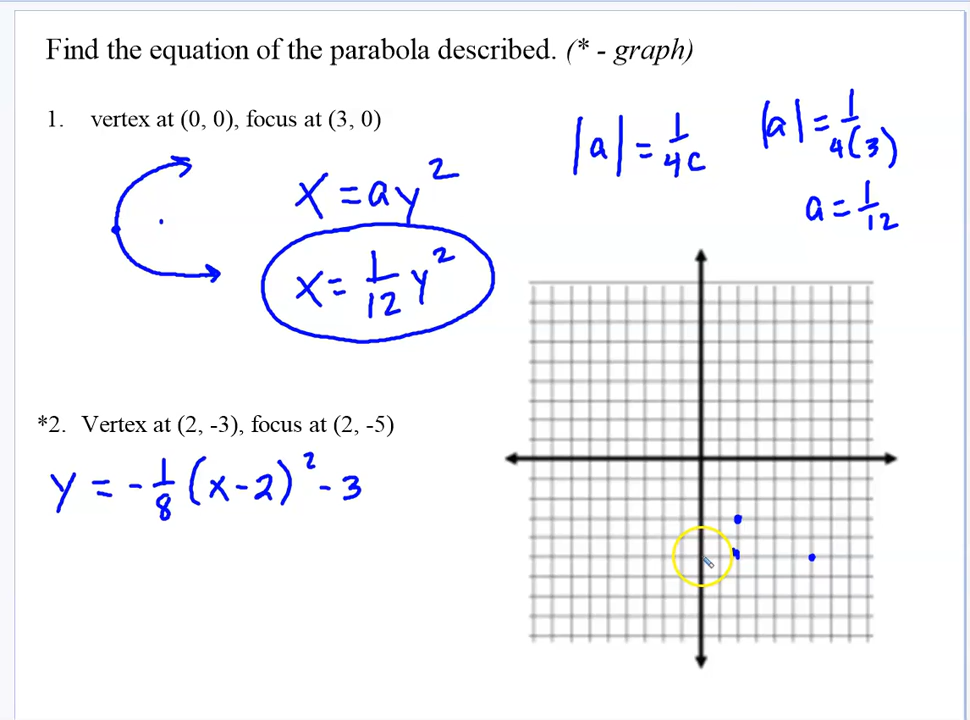 Find the equation of the parabola described. (* - graph)
1. vertex at (0, 0), focus at (3, 0)
|a| = 1/4c
|a| = 1/4(3)
a = 1/12
x = ay²
x = 1/12 y²
*2. Vertex at (2, -3), focus at (2, -5)
y = -1/8 (x-2)² - 3